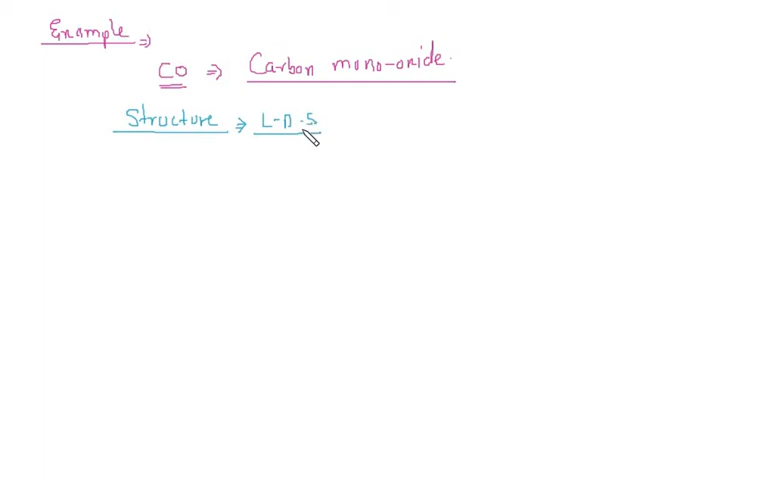 Example ⇒
CO ⇒ Carbon mono-oxide.
Structure ⇒ L-D.S